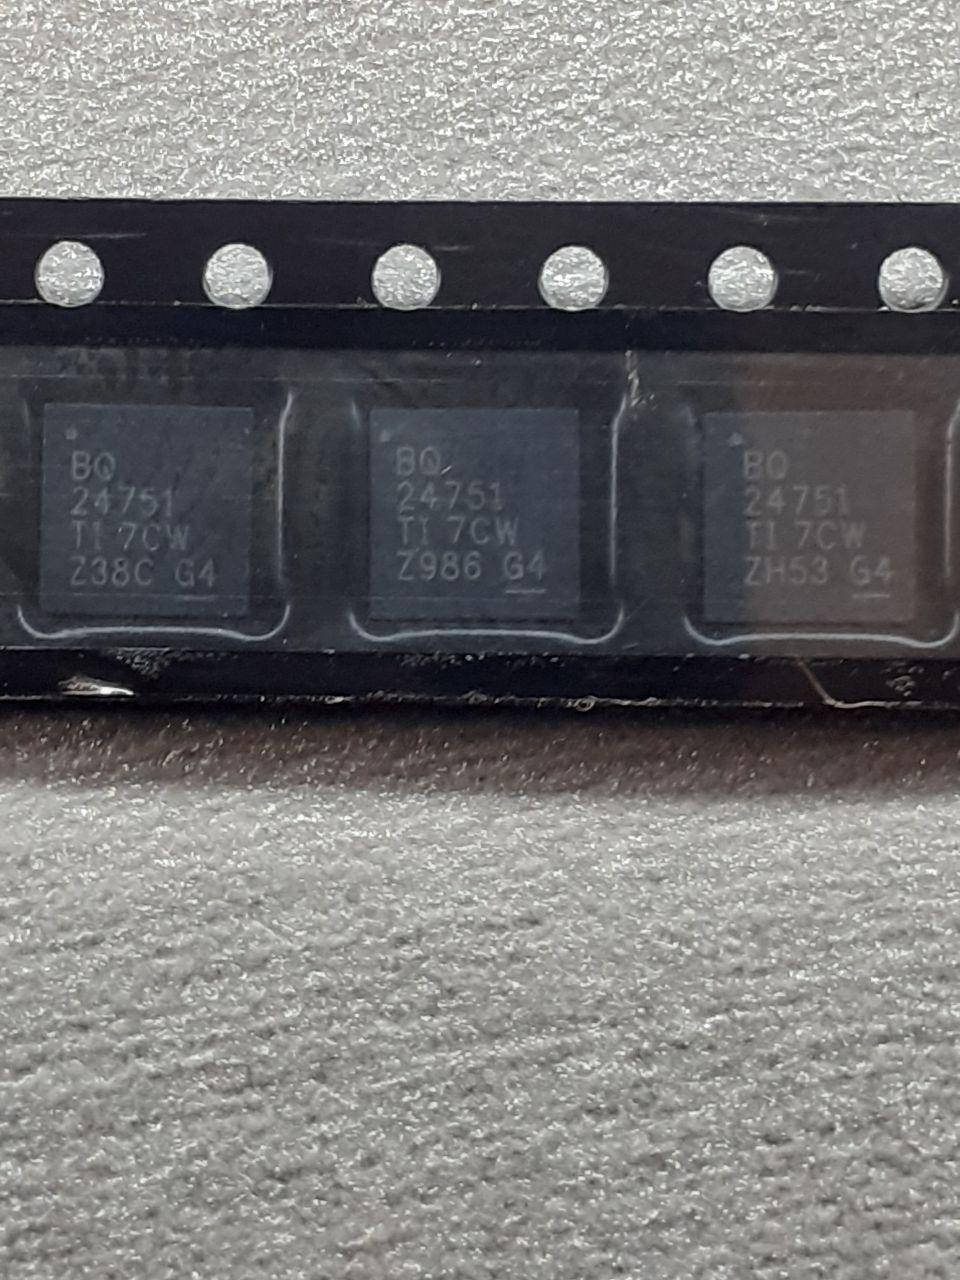 BQ
24751
TI 7CW
Z38C G4
BQ
24751
TI 7CW
Z986 G4
BQ
24751
TI 7CW
ZH53 G4